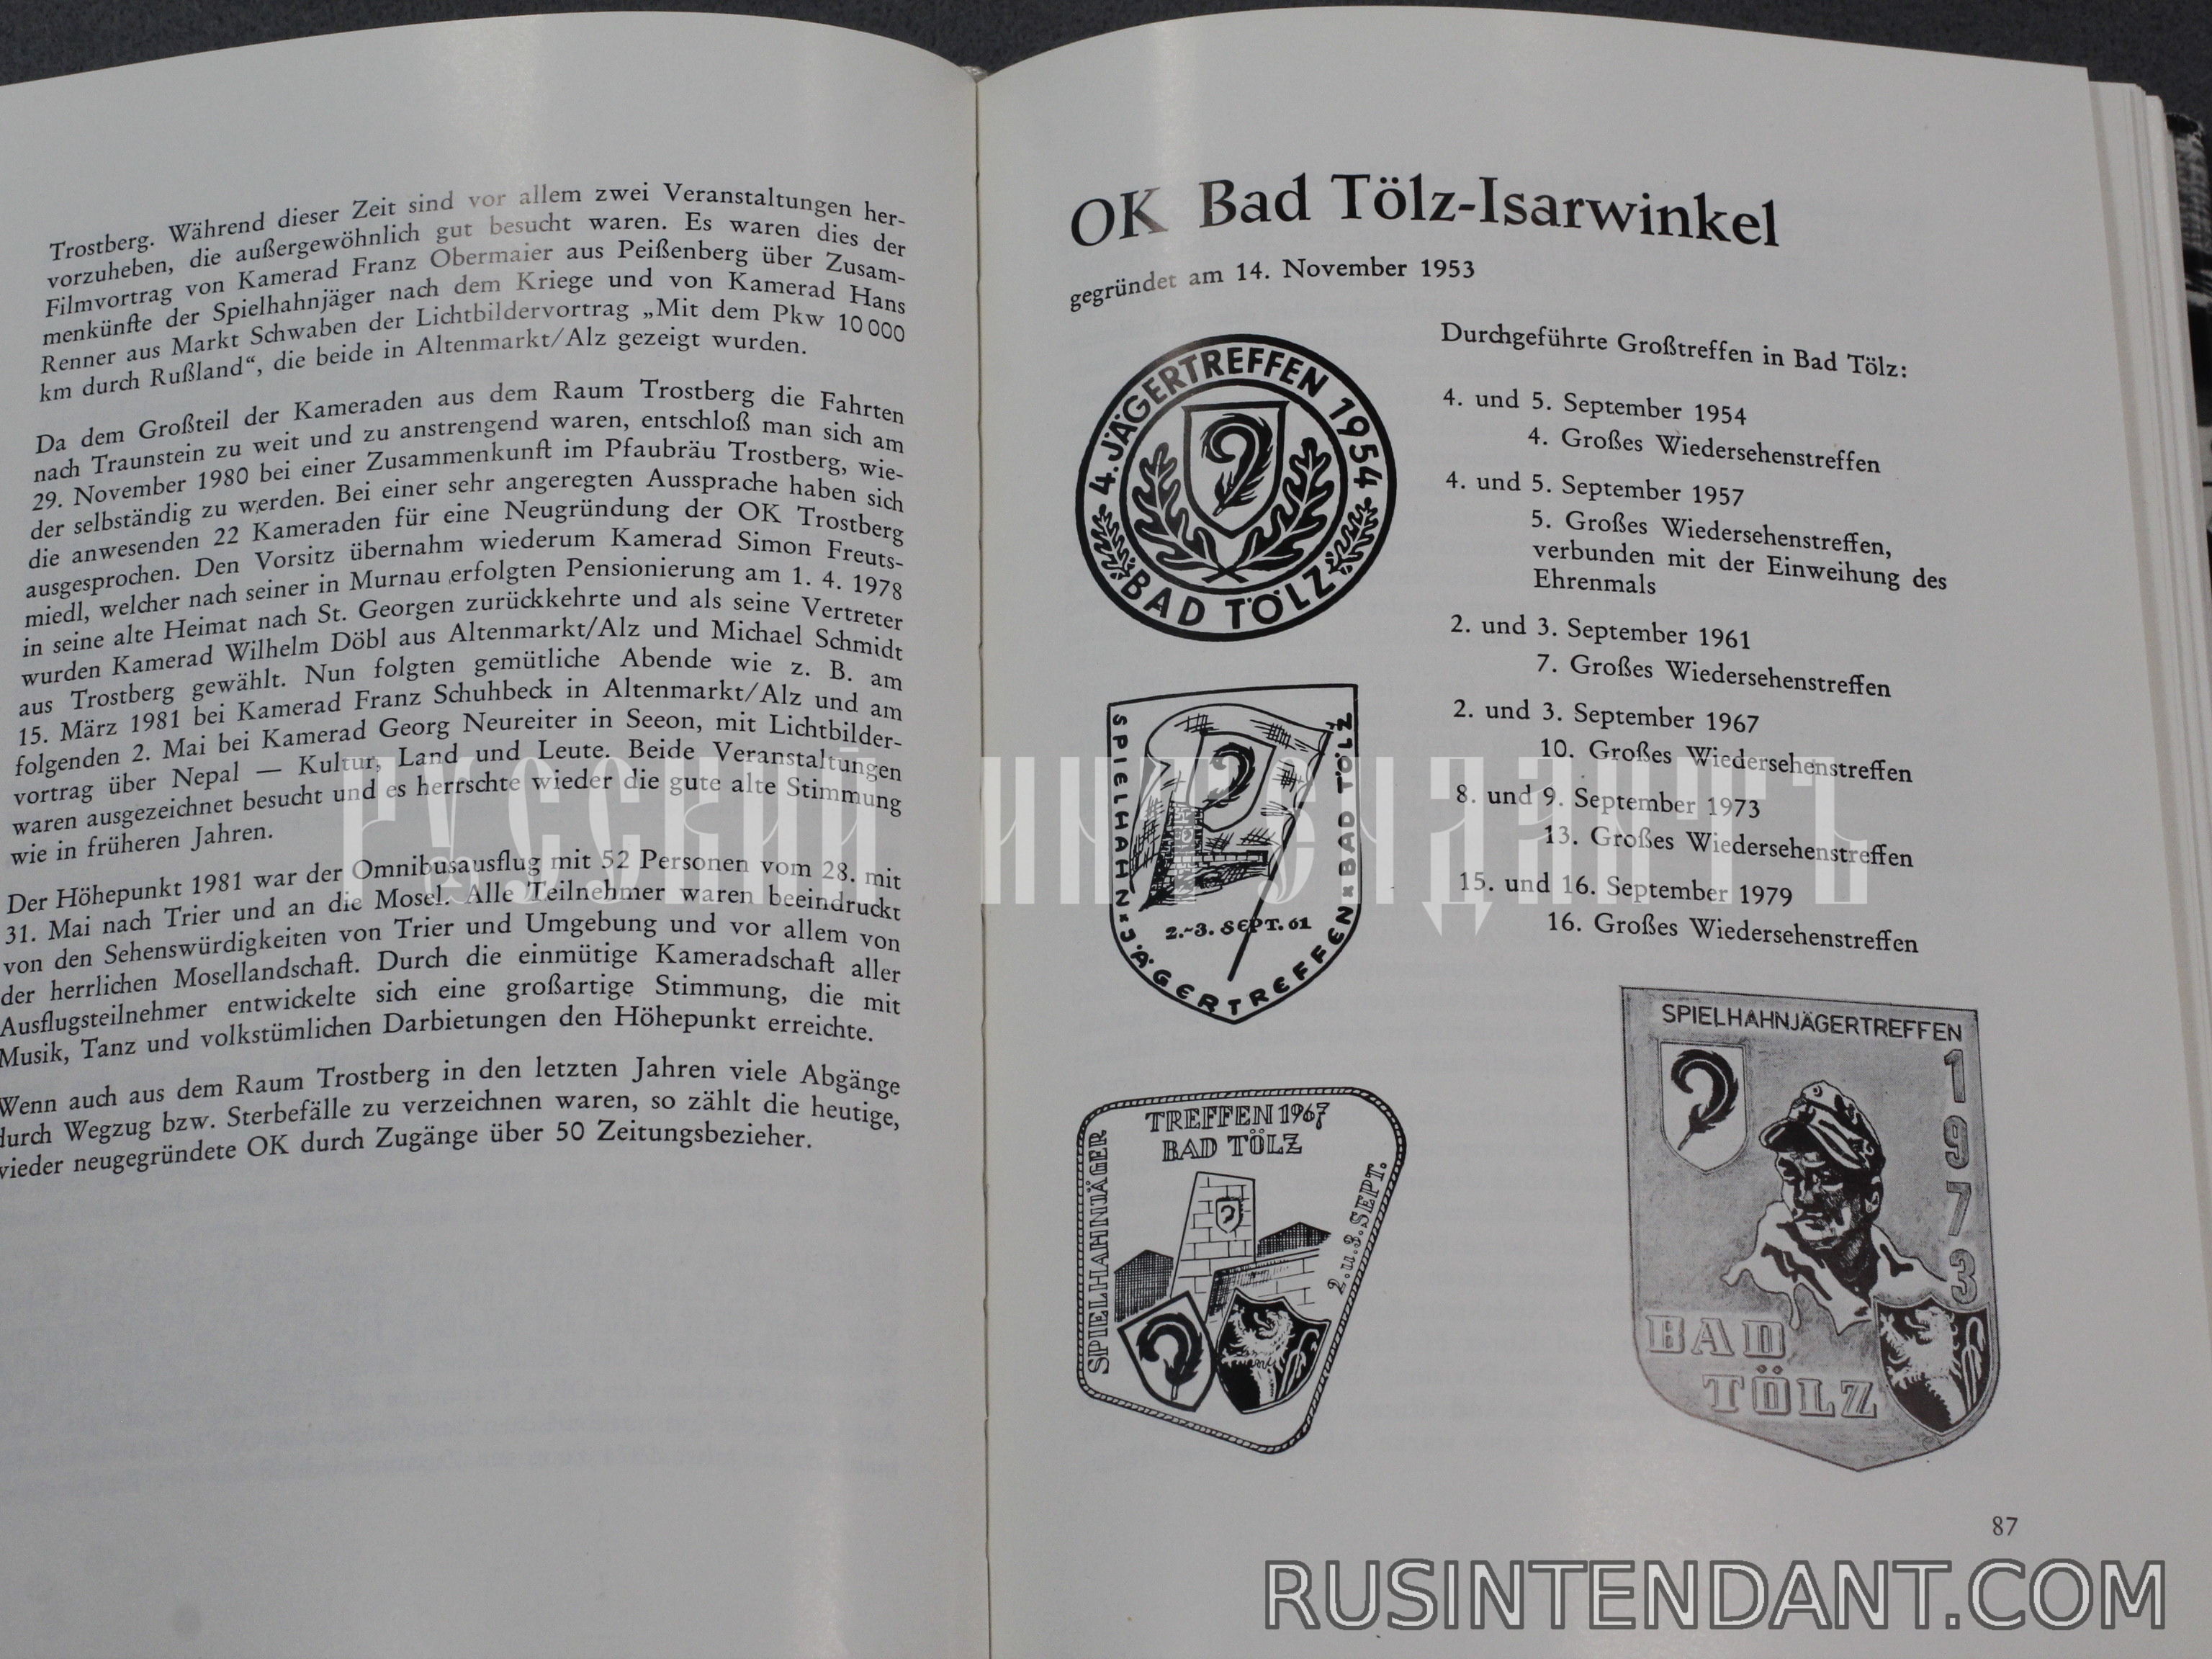 Trostberg. Während dieser Zeit sind vor allem zwei Veranstaltungen her-
vorzuheben, die außergewöhnlich gut besucht waren. Es waren dies der
Filmvortrag von Kamerad Franz Obermaier aus Peißenberg über Zusam-
menkünfte der Spielhahnjäger nach dem Kriege und von Kamerad Hans
Renner aus Markt Schwaben der Lichtbildervortrag „Mit dem Pkw 10 000
km durch Rußland“, die beide in Altenmarkt/Alz gezeigt wurden.
Da dem Großteil der Kameraden aus dem Raum Trostberg die Fahrten
nach Traunstein zu weit und zu anstrengend waren, entschloß man sich am
29. November 1980 bei einer Zusammenkunft im Pfaubräu Trostberg, wie-
der selbständig zu werden. Bei einer sehr angeregten Aussprache haben sich
die anwesenden 22 Kameraden für eine Neugründung der OK Trostberg
ausgesprochen. Den Vorsitz übernahm wiederum Kamerad Simon Freuts-
miedl, welcher nach seiner in Murnau erfolgten Pensionierung am 1. 4. 1978
in seine alte Heimat nach St. Georgen zurückkehrte und als seine Vertreter
wurden Kamerad Wilhelm Döbl aus Altenmarkt/Alz und Michael Schmidt
aus Trostberg gewählt. Nun folgten gemütliche Abende wie z. B. am
15. März 1981 bei Kamerad Franz Schuhbeck in Altenmarkt/Alz und am
folgenden 2. Mai bei Kamerad Georg Neureiter in Seeon, mit Lichtbilder-
vortrag über Nepal — Kultur, Land und Leute. Beide Veranstaltungen
waren ausgezeichnet besucht und es herrschte wieder die gute alte Stimmung
wie in früheren Jahren.
Der Höhepunkt 1981 war der Omnibusausflug mit 52 Personen vom 28. mit
31. Mai nach Trier und an die Mosel. Alle Teilnehmer waren beeindruckt
von den Sehenswürdigkeiten von Trier und Umgebung und vor allem von
der herrlichen Mosellandschaft. Durch die einmütige Kameradschaft aller
Ausflugsteilnehmer entwickelte sich eine großartige Stimmung, die mit
Musik, Tanz und volkstümlichen Darbietungen den Höhepunkt erreichte.
Wenn auch aus dem Raum Trostberg in den letzten Jahren viele Abgänge
durch Wegzug bzw. Sterbefälle zu verzeichnen waren, so zählt die heutige,
wieder neugegründete OK durch Zugänge über 50 Zeitungsbezieher.
OK Bad Tölz-Isarwinkel
gegründet am 14. November 1953
4. JÄGERTREFFEN 1954
BAD TÖLZ
Durchgeführte Großtreffen in Bad Tölz:
4. und 5. September 1954
4. Großes Wiedersehenstreffen
4. und 5. September 1957
5. Großes Wiedersehenstreffen,
verbunden mit der Einweihung des
Ehrenmals
2. und 3. September 1961
7. Großes Wiedersehenstreffen
2. und 3. September 1967
10. Großes Wiedersehenstreffen
8. und 9. September 1973
13. Großes Wiedersehenstreffen
15. und 16. September 1979
16. Großes Wiedersehenstreffen
SPIELHAHN×JÄGERTREFFEN×BAD TÖLZ
2.-3. SEPT. 61
TREFFEN 1967
BAD TÖLZ
SPIELHAHNJÄGER
2. u. 3. SEPT.
SPIELHAHNJÄGERTREFFEN
1973
BAD
TÖLZ
87
РУССКИЙ ИНТЕНДАНТЪ
RUSINTENDANT.COM